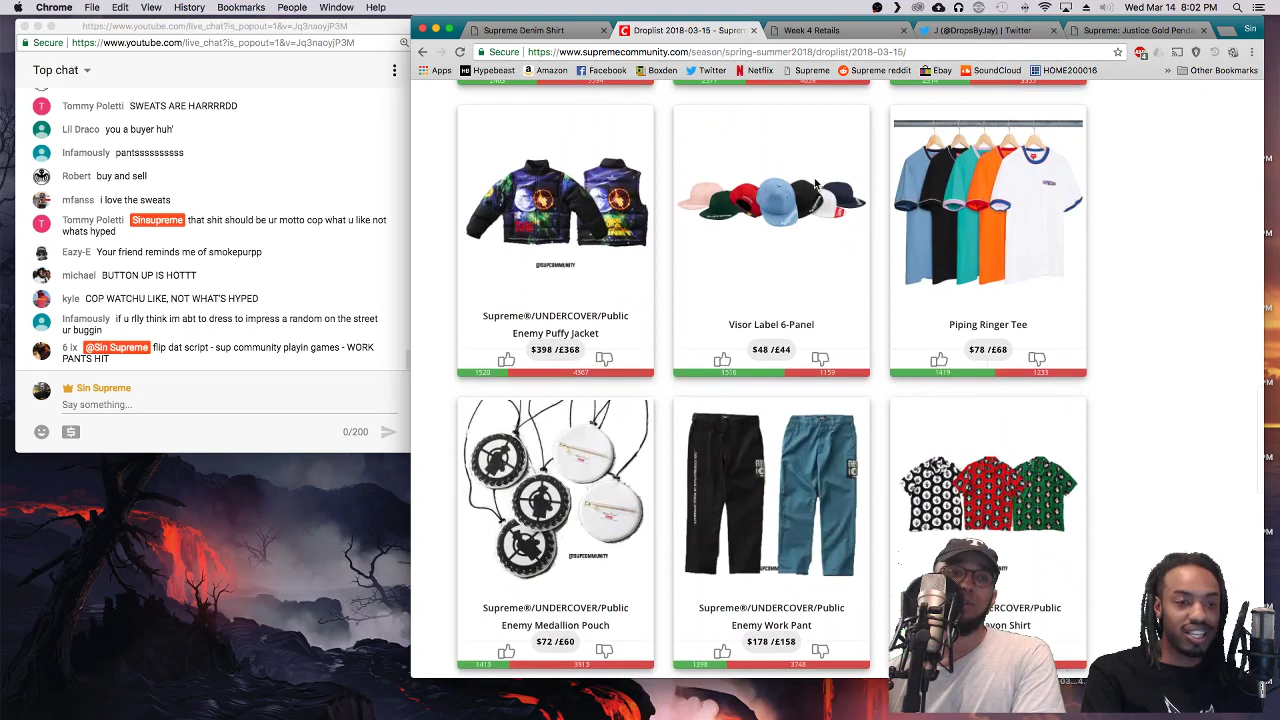 Chrome File Edit View History Bookmarks People Window Help
Wed Mar 14 8:02 PM
https://www.youtube.com/live_chat?is_popout=1&v=Jq3naoyjP3M
Secure https://www.youtube.com/live_chat?is_popout=1&v=Jq3naoyjP3M
Top chat
Tommy Poletti SWEATS ARE HARRRRDD
Lil Draco you a buyer huh'
Infamously pantsssssssss
Robert buy and sell
mfanss i love the sweats
Tommy Poletti Sinsupreme that shit should be ur motto cop what u like not
whats hyped
Eazy-E Your friend reminds me of smokepurpp
michael BUTTON UP IS HOTTT
kyle COP WATCHU LIKE, NOT WHAT'S HYPED
Infamously if u rlly think im abt to dress to impress a random on the street
ur buggin
6 ix @Sin Supreme flip dat script - sup community playin games - WORK
PANTS HIT
Sin Supreme
Say something...
0/200
Supreme Denim Shirt
Droplist 2018-03-15 - Suprem
Week 4 Retails
J (@DropsByJay) | Twitter
Supreme: Justice Gold Penda
Sin
Secure https://www.supremecommunity.com/season/spring-summer2018/droplist/2018-03-15/
Apps Hypebeast Amazon Facebook Boxden Twitter Netflix Supreme Supreme reddit Ebay SoundCloud HOME200016 Other Bookmarks
@SUPCOMMUNITY
Supreme®/UNDERCOVER/Public
Enemy Puffy Jacket
$398 /£368
1520 4367
Visor Label 6-Panel
$48 /£44
1516 1159
Piping Ringer Tee
$78 /£68
1419 1233
@SUPCOMMUNITY
Supreme®/UNDERCOVER/Public
Enemy Medallion Pouch
$72 /£60
1413 3913
Supreme®/UNDERCOVER/Public
Enemy Work Pant
$178 /£158
1398 3748
COVER/Public
Shirt